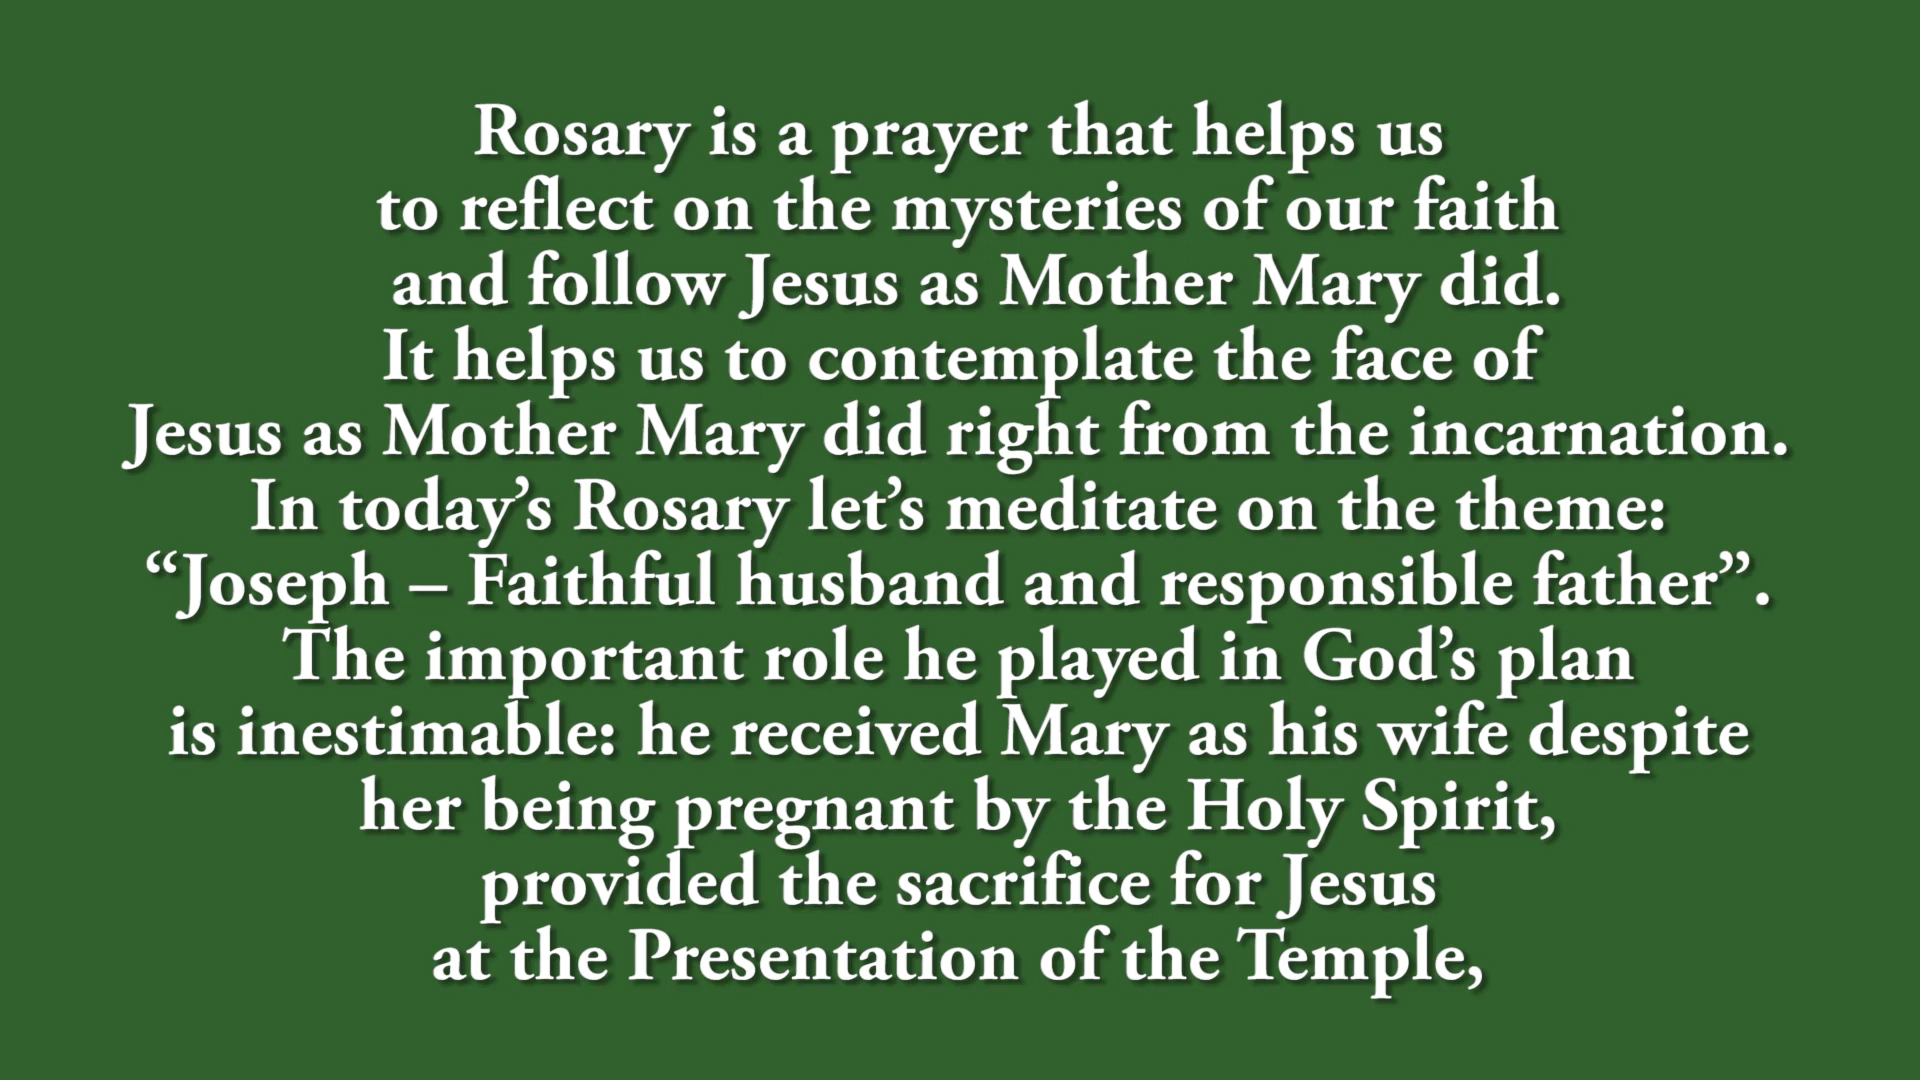 Rosary is a prayer that helps us
to reflect on the mysteries of our faith
and follow Jesus as Mother Mary did.
It helps us to contemplate the face of
Jesus as Mother Mary did right from the incarnation.
In today’s Rosary let’s meditate on the theme:
“Joseph – Faithful husband and responsible father”.
The important role he played in God’s plan
is inestimable: he received Mary as his wife despite
her being pregnant by the Holy Spirit,
provided the sacrifice for Jesus
at the Presentation of the Temple,